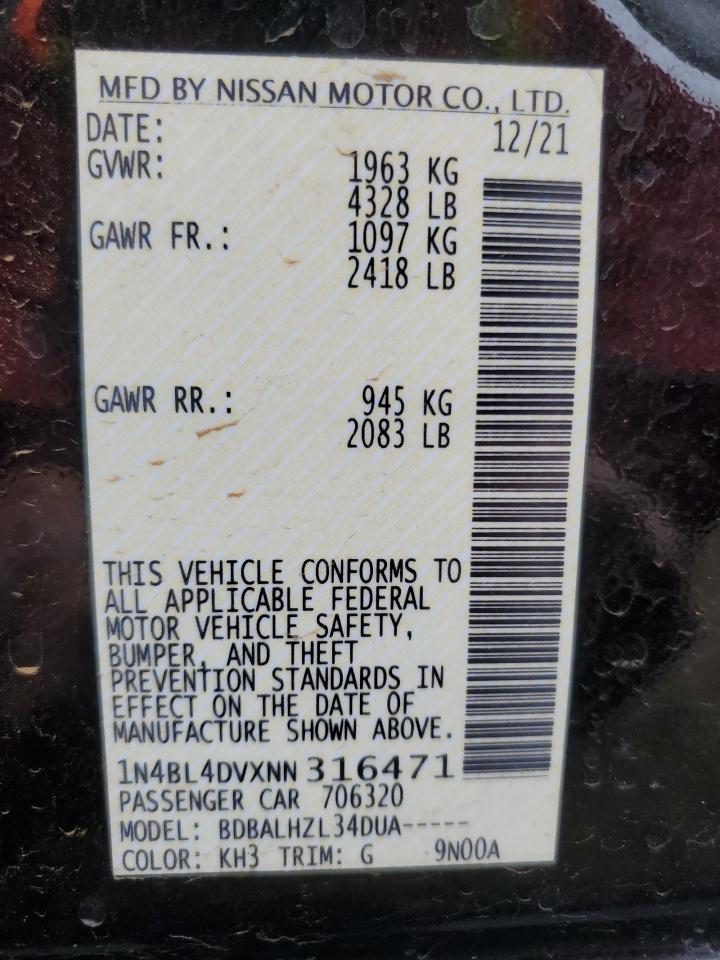 MFD BY NISSAN MOTOR CO., LTD.
DATE: 12/21
GVWR: 1963 KG
4328 LB
GAWR FR.: 1097 KG
2418 LB
GAWR RR.: 945 KG
2083 LB
THIS VEHICLE CONFORMS TO
ALL APPLICABLE FEDERAL
MOTOR VEHICLE SAFETY,
BUMPER, AND THEFT
PREVENTION STANDARDS IN
EFFECT ON THE DATE OF
MANUFACTURE SHOWN ABOVE.
1N4BL4DVXNN 316471
PASSENGER CAR 706320
MODEL: BDBALHZL34DUA-----
COLOR: KH3 TRIM: G 9N00A